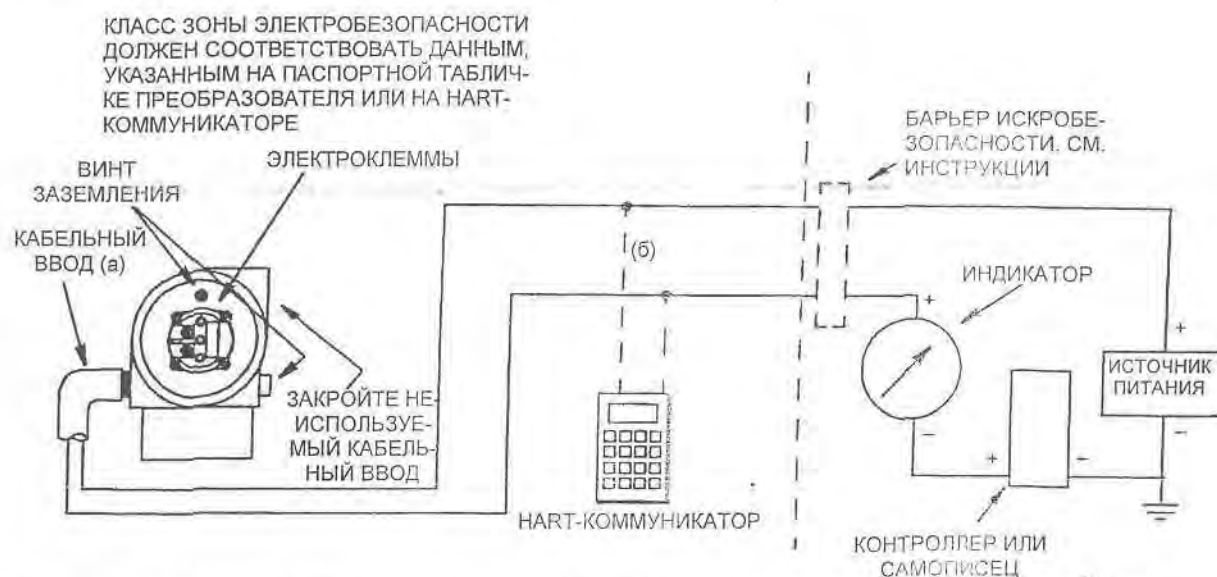 КЛАСС ЗОНЫ ЭЛЕКТРОБЕЗОПАСНОСТИ
ДОЛЖЕН СООТВЕТСТВОВАТЬ ДАННЫМ,
УКАЗАННЫМ НА ПАСПОРТНОЙ ТАБЛИЧ-
КЕ ПРЕОБРАЗОВАТЕЛЯ ИЛИ НА HART-
КОММУНИКАТОРЕ
БАРЬЕР ИСКРОБЕ-
ЗОПАСНОСТИ. СМ.
ИНСТРУКЦИИ
ВИНТ
ЗАЗЕМЛЕНИЯ
ЭЛЕКТРОКЛЕММЫ
КАБЕЛЬНЫЙ
ВВОД (а)
(б)
ИНДИКАТОР
+
+
ИСТОЧНИК
ПИТАНИЯ
ЗАКРОЙТЕ НЕ-
ИСПОЛЬЗУЕ-
МЫЙ КАБЕЛЬ-
НЫЙ ВВОД
–
–
+
–
HART-КОММУНИКАТОР
КОНТРОЛЛЕР ИЛИ
САМОПИСЕЦ